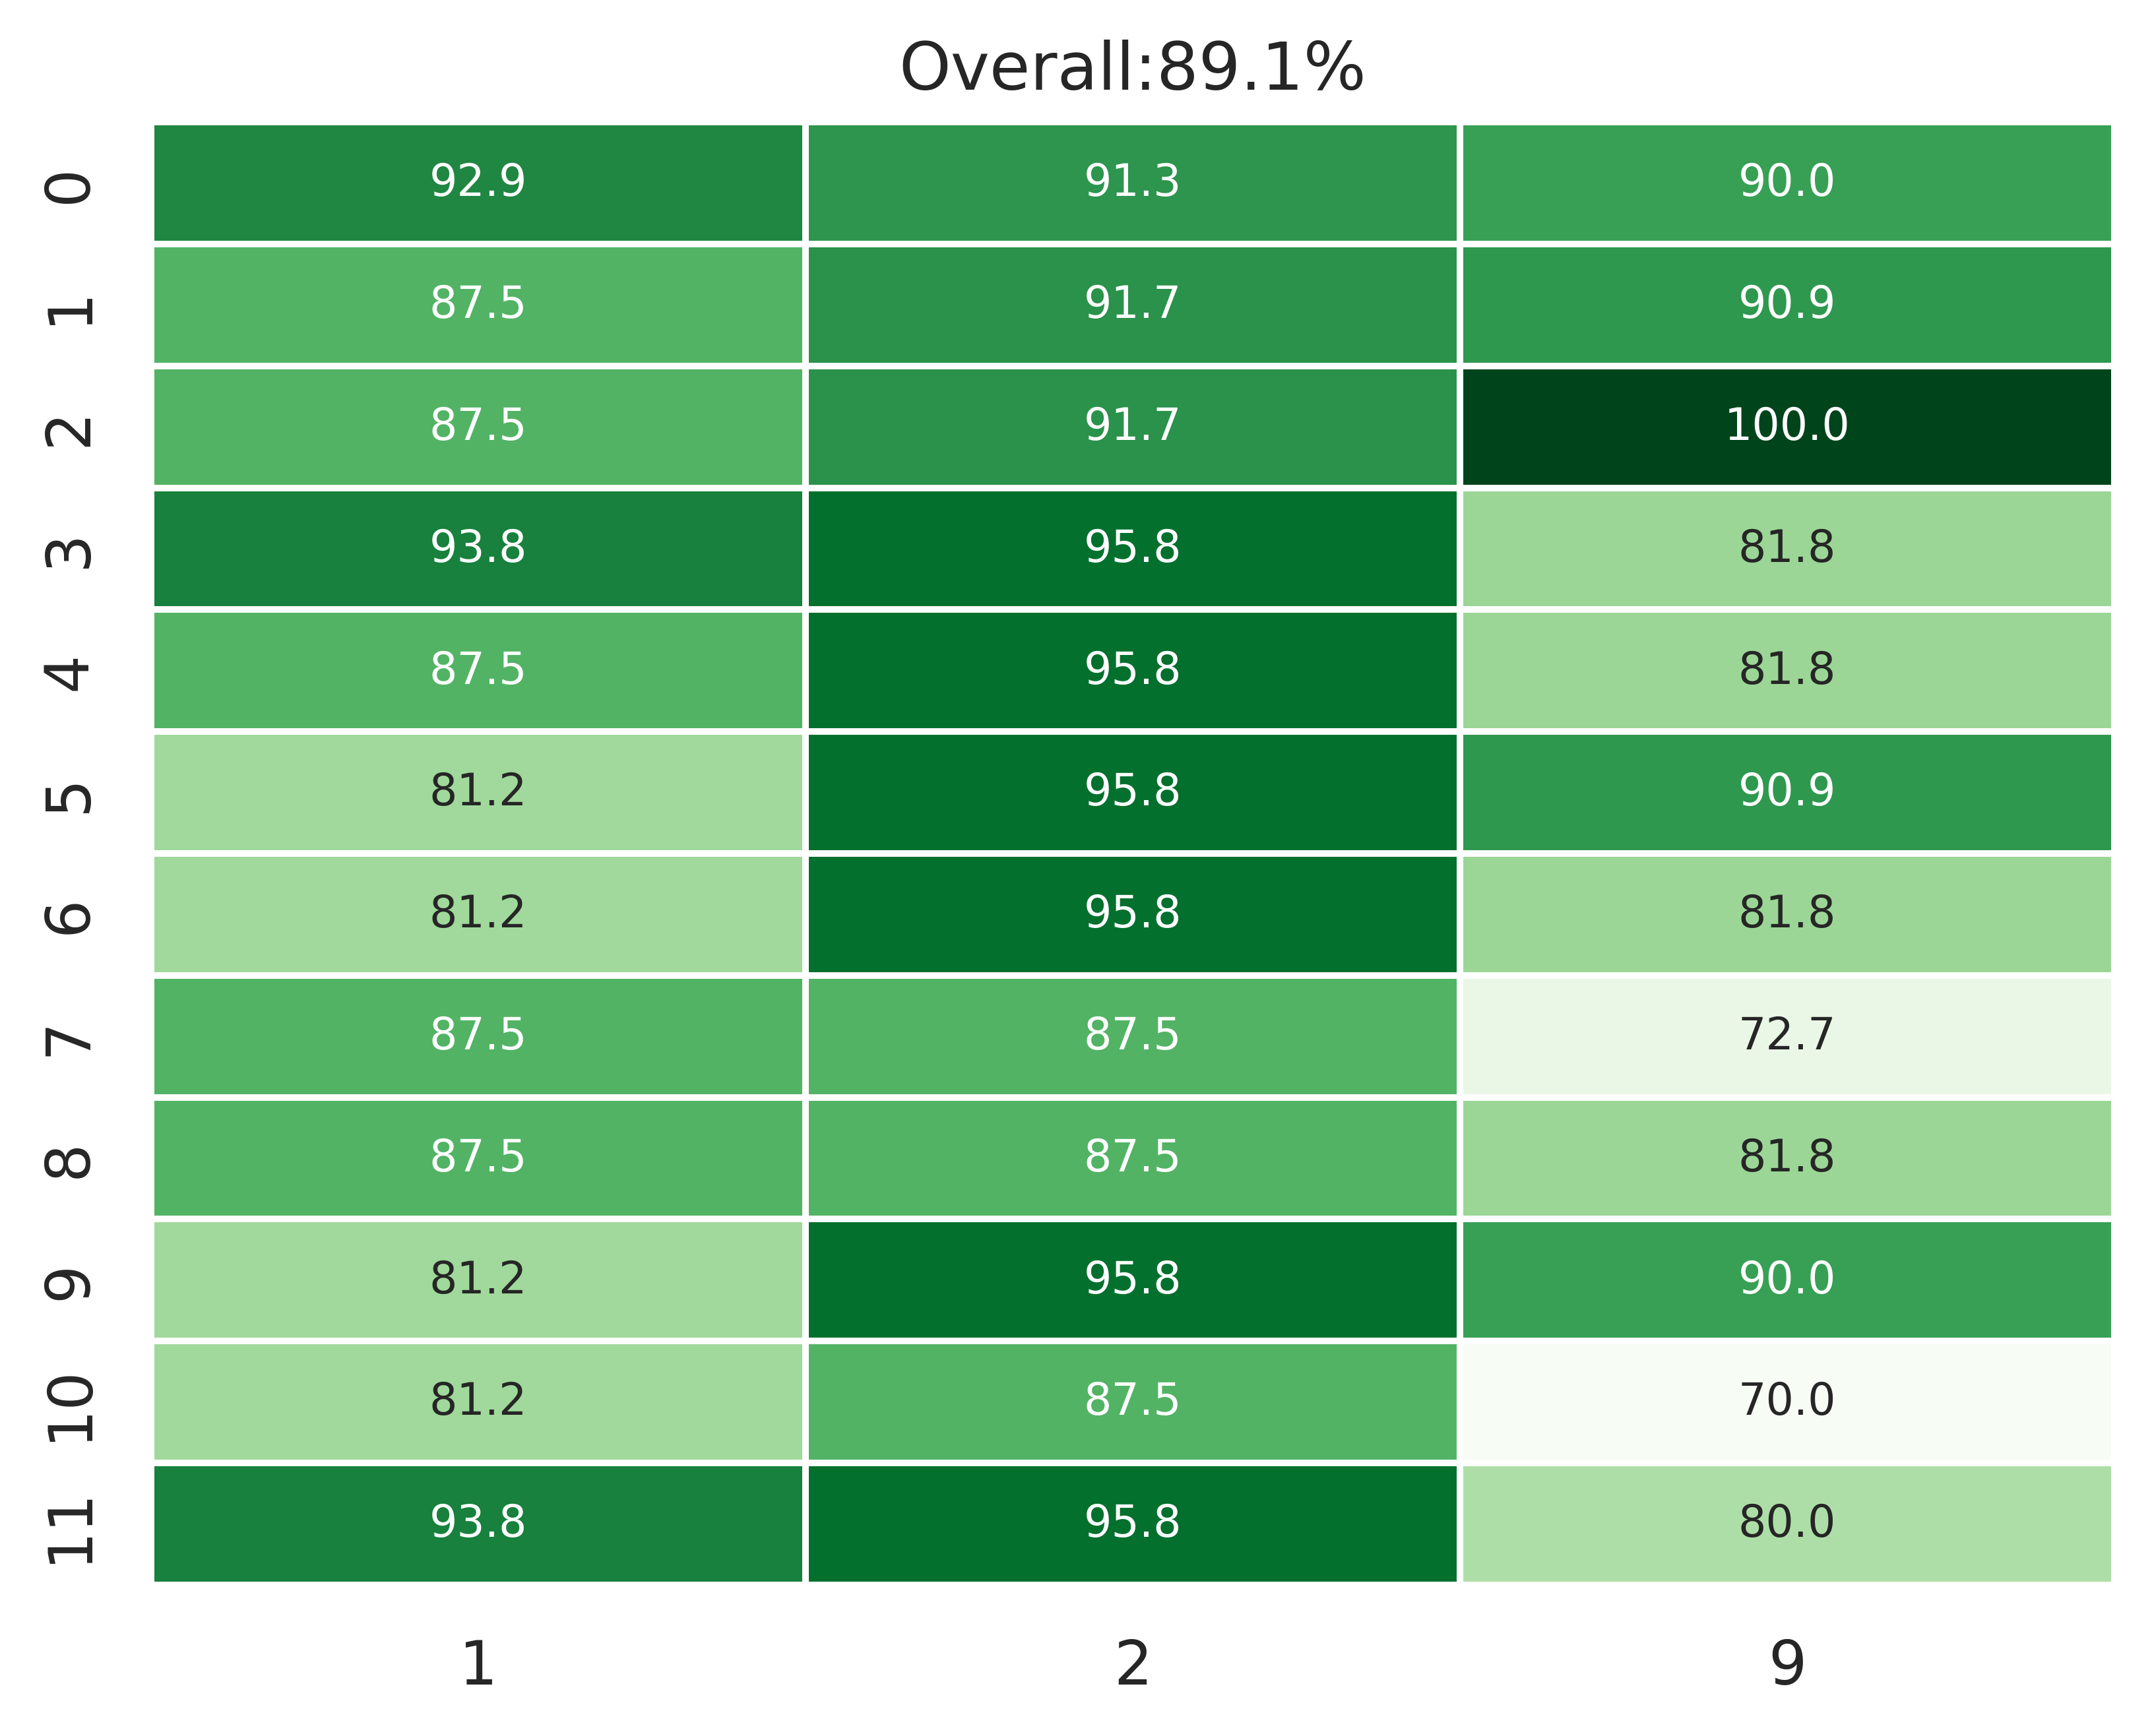 Overall:89.1%
0 92.9 91.3 90.0
1 87.5 91.7 90.9
2 87.5 91.7 100.0
3 93.8 95.8 81.8
4 87.5 95.8 81.8
5 81.2 95.8 90.9
6 81.2 95.8 81.8
7 87.5 87.5 72.7
8 87.5 87.5 81.8
9 81.2 95.8 90.0
10 81.2 87.5 70.0
11 93.8 95.8 80.0
1 2 9